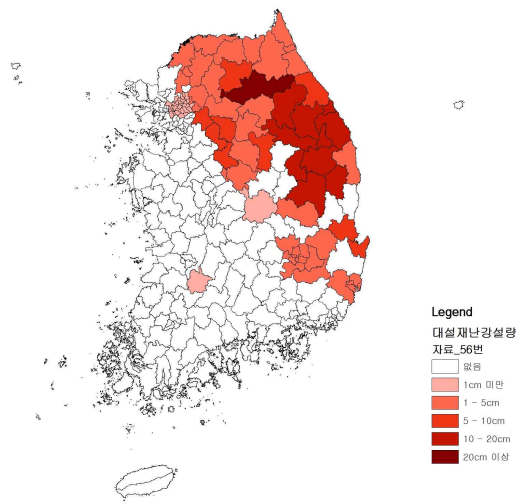 Legend
대설재난강설량
자료_56번
없음
1cm 미만
1 - 5cm
5 - 10cm
10 - 20cm
20cm 이상